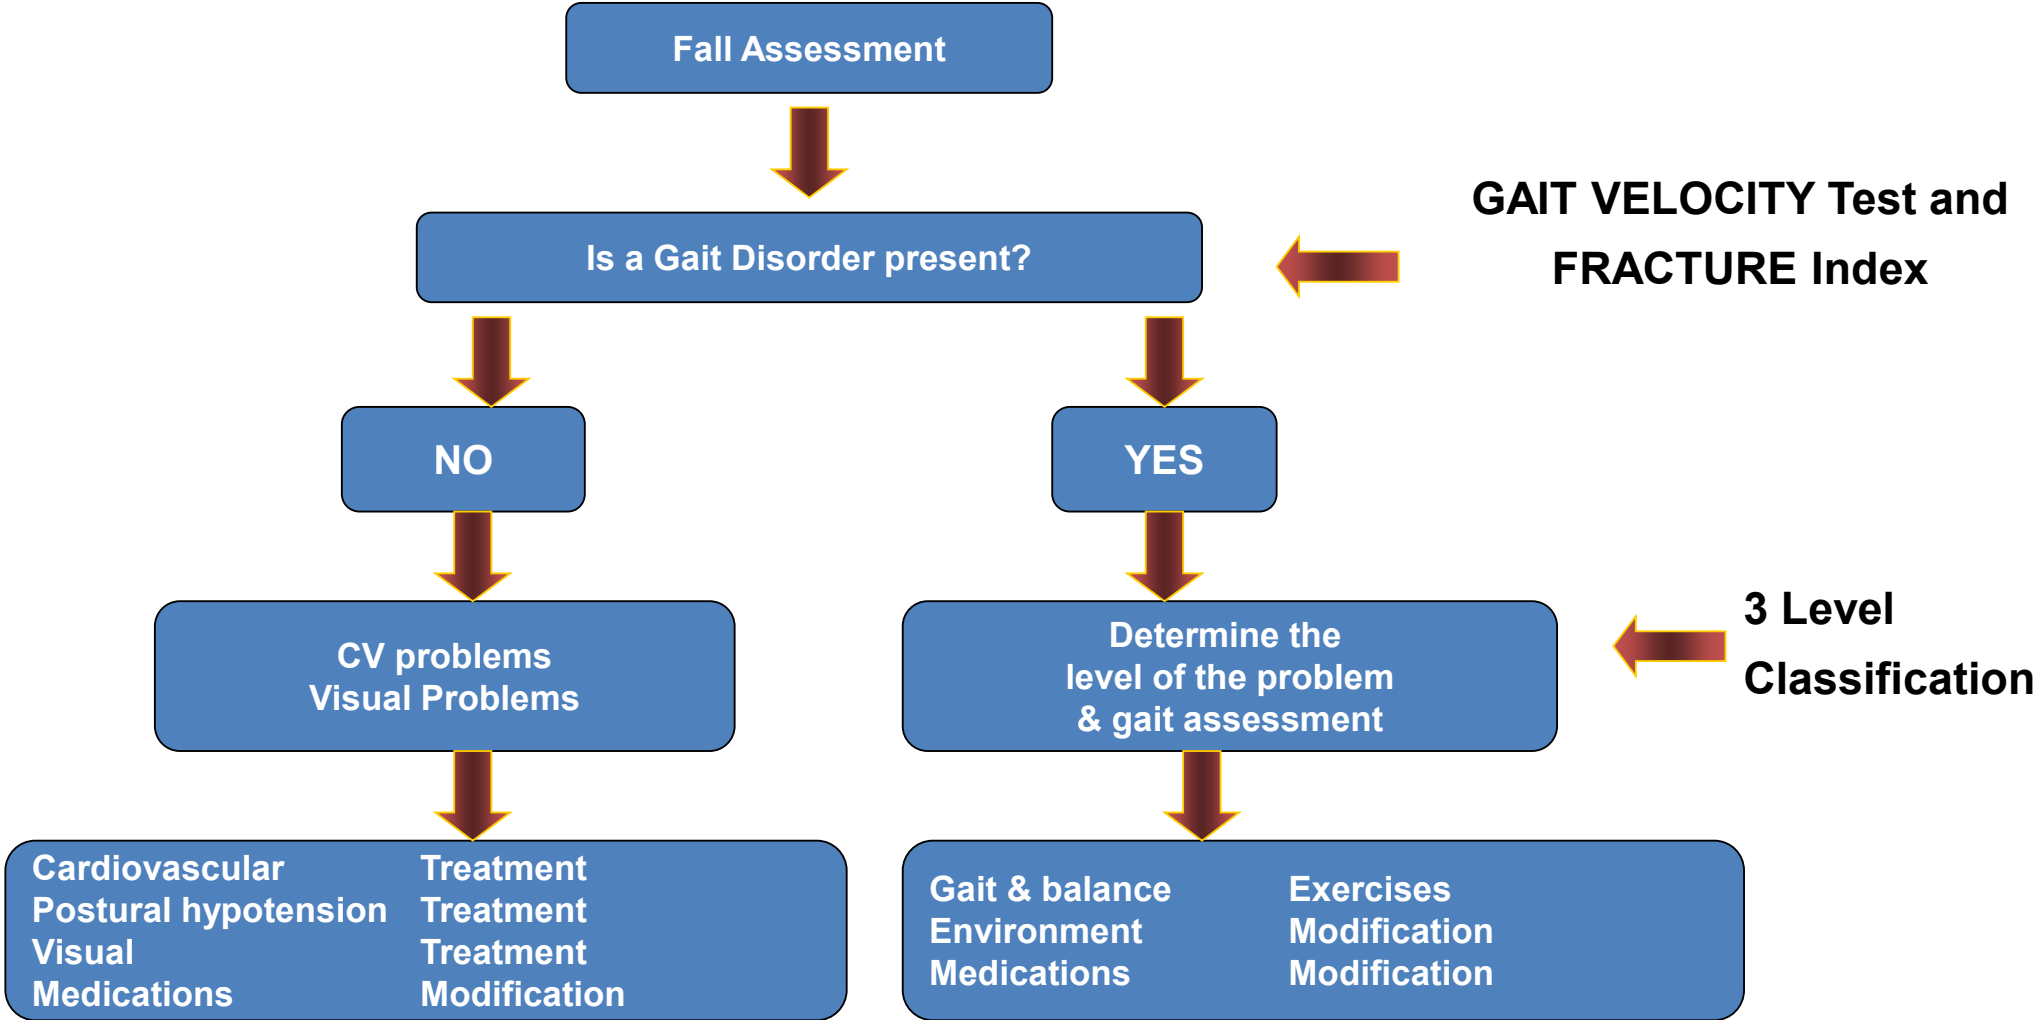 Fall Assessment
GAIT VELOCITY Test and
FRACTURE Index
Is a Gait Disorder present?
NO
YES
3 Level
Classification
CV problems
Visual Problems
Determine the
level of the problem
& gait assessment
Cardiovascular Treatment
Postural hypotension Treatment
Visual Treatment
Medications Modification
Gait & balance Exercises
Environment Modification
Medications Modification